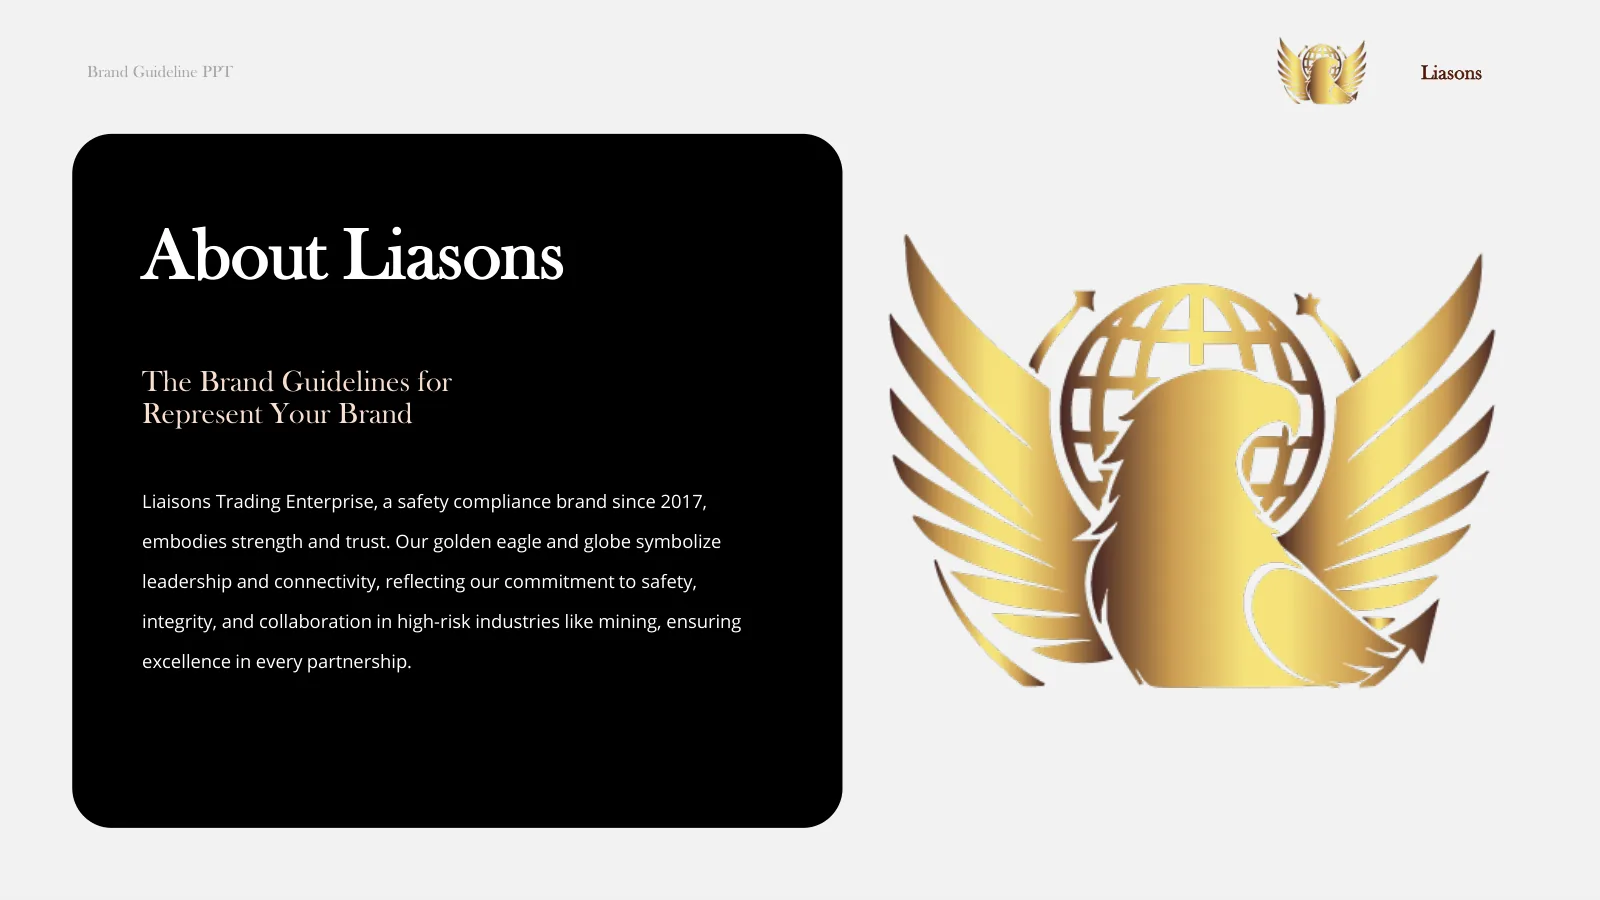 Brand Guideline PPT
Liasons
About Liasons
The Brand Guidelines for
Represent Your Brand
Liaisons Trading Enterprise, a safety compliance brand since 2017,
embodies strength and trust. Our golden eagle and globe symbolize
leadership and connectivity, reflecting our commitment to safety,
integrity, and collaboration in high-risk industries like mining, ensuring
excellence in every partnership.